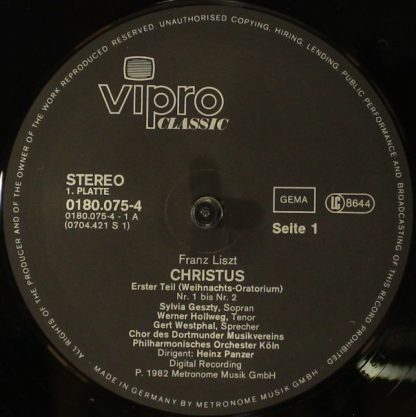 ALL RIGHTS OF THE PRODUCER AND OF THE OWNER OF THE WORK REPRODUCED RESERVED. UNAUTHORISED COPYING, HIRING, LENDING, PUBLIC PERFORMANCE AND BROADCASTING OF THIS RECORD PROHIBITED
vipro
CLASSIC
STEREO
1. PLATTE
0180.075-4
0180.075-4 - 1 A
(0704.421 S 1)
GEMA
LC 8644
Seite 1
Franz Liszt
CHRISTUS
Erster Teil (Weihnachts-Oratorium)
Nr. 1 bis Nr. 2
Sylvia Geszty, Sopran
Werner Hollweg, Tenor
Gert Westphal, Sprecher
Chor des Dortmunder Musikvereins
Philharmonisches Orchester Köln
Dirigent: Heinz Panzer
Digital Recording
P. 1982 Metronome Musik GmbH
MADE IN GERMANY BY METRONOME MUSIK GMBH